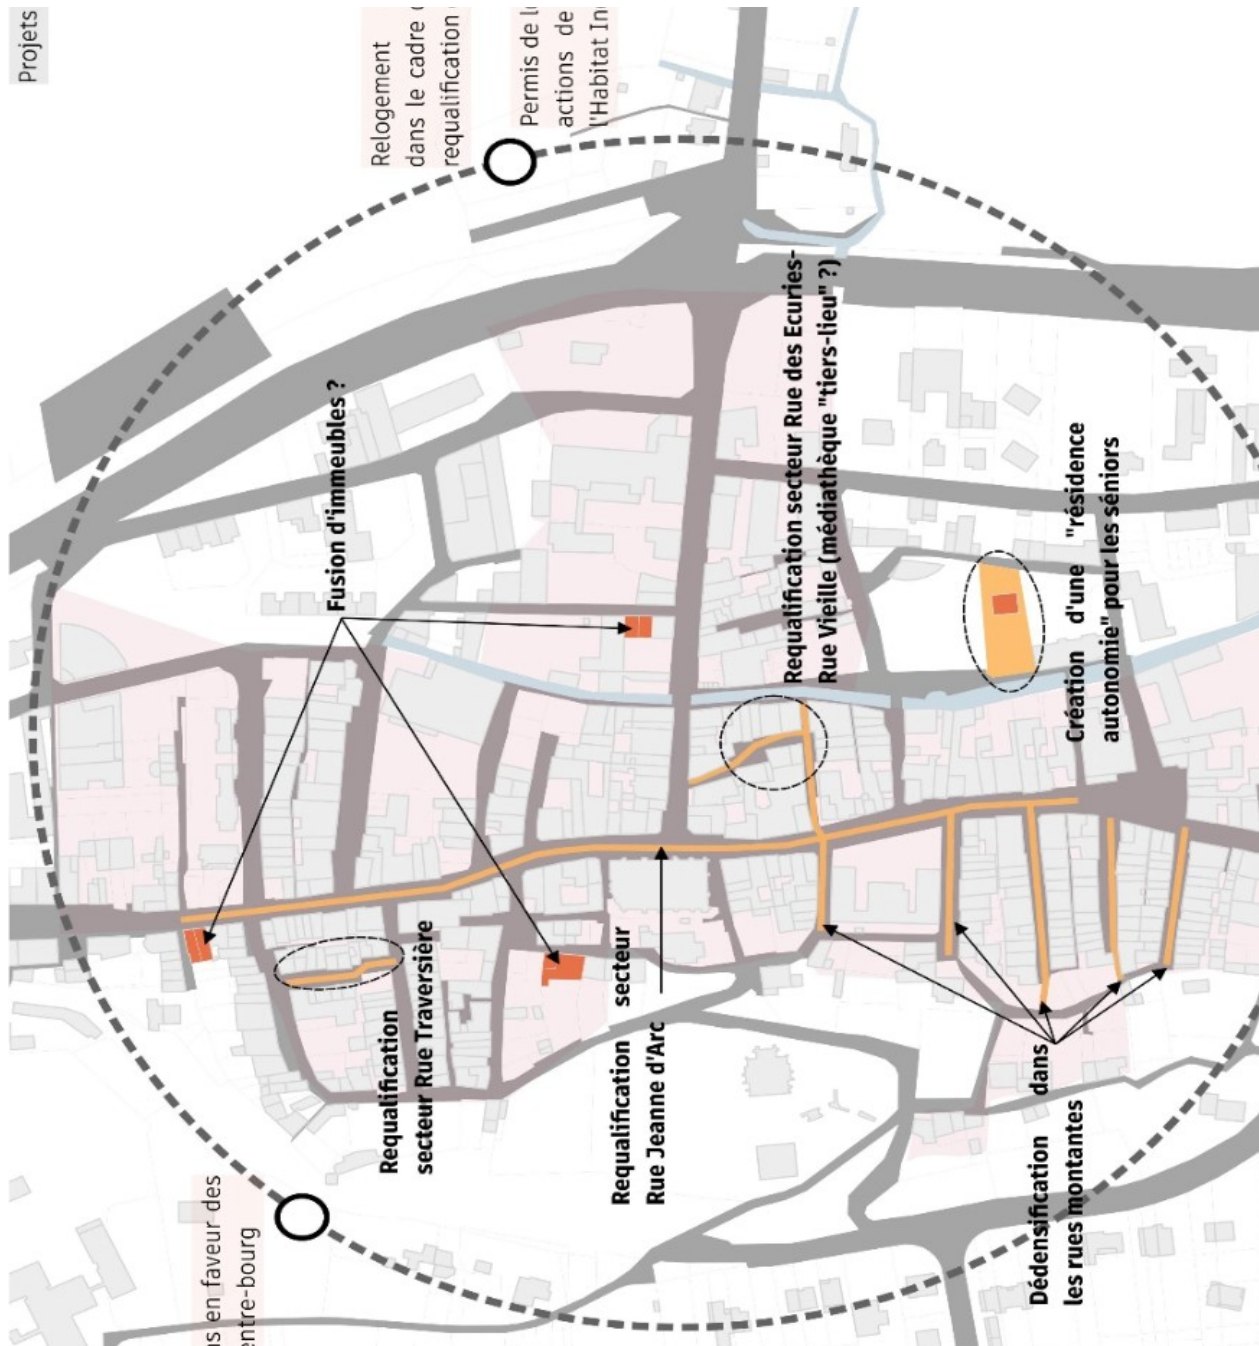 Projets
en faveur des
entre-bourg
Fusion d'immeubles ?
Relogement
dans le cadre
requalification
Requalification
secteur Rue Traversière
Permis de
actions de
l'Habitat
Requalification secteur
Rue Jeanne d'Arc
Requalification secteur Rue des Ecuries-
Rue Vieille (médiathèque "tiers-lieu" ?)
Dédensification dans
les rues montantes
Création d'une "résidence
autonomie" pour les séniors